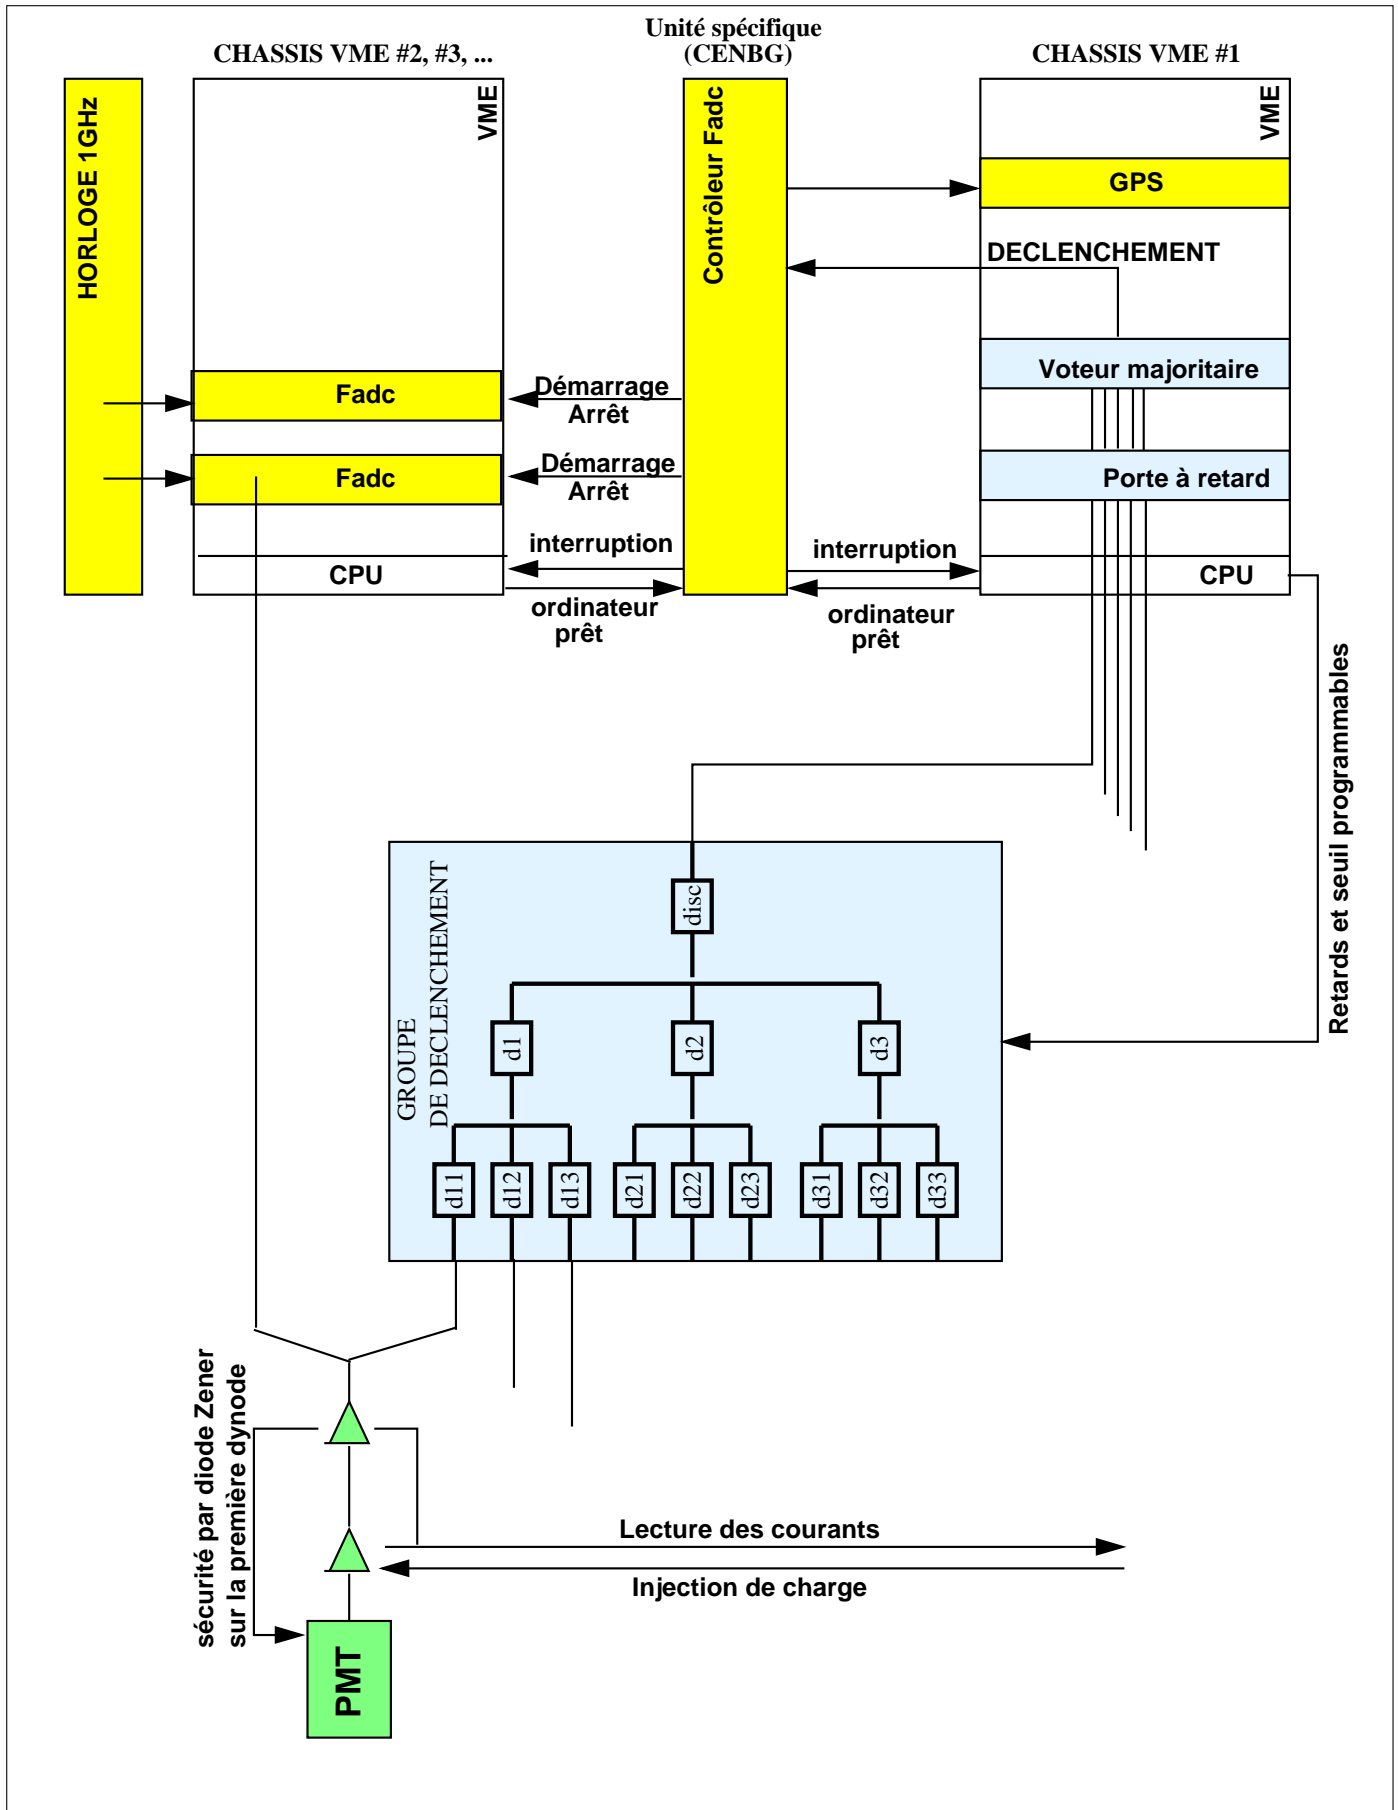 Unité spécifique
(CENBG)
CHASSIS VME #2, #3, ...
CHASSIS VME #1
HORLOGE 1GHz
VME
Contrôleur Fadc
VME
GPS
DECLENCHEMENT
Voteur majoritaire
Fadc
Démarrage
Arrêt
Fadc
Démarrage
Arrêt
Porte à retard
interruption
interruption
CPU
CPU
ordinateur
prêt
ordinateur
prêt
Retards et seuil programmables
GROUPE
DE DECLENCHEMENT
disc
d1
d2
d3
d11
d12
d13
d21
d22
d23
d31
d32
d33
sécurité par diode Zener
sur la première dynode
Lecture des courants
Injection de charge
PMT